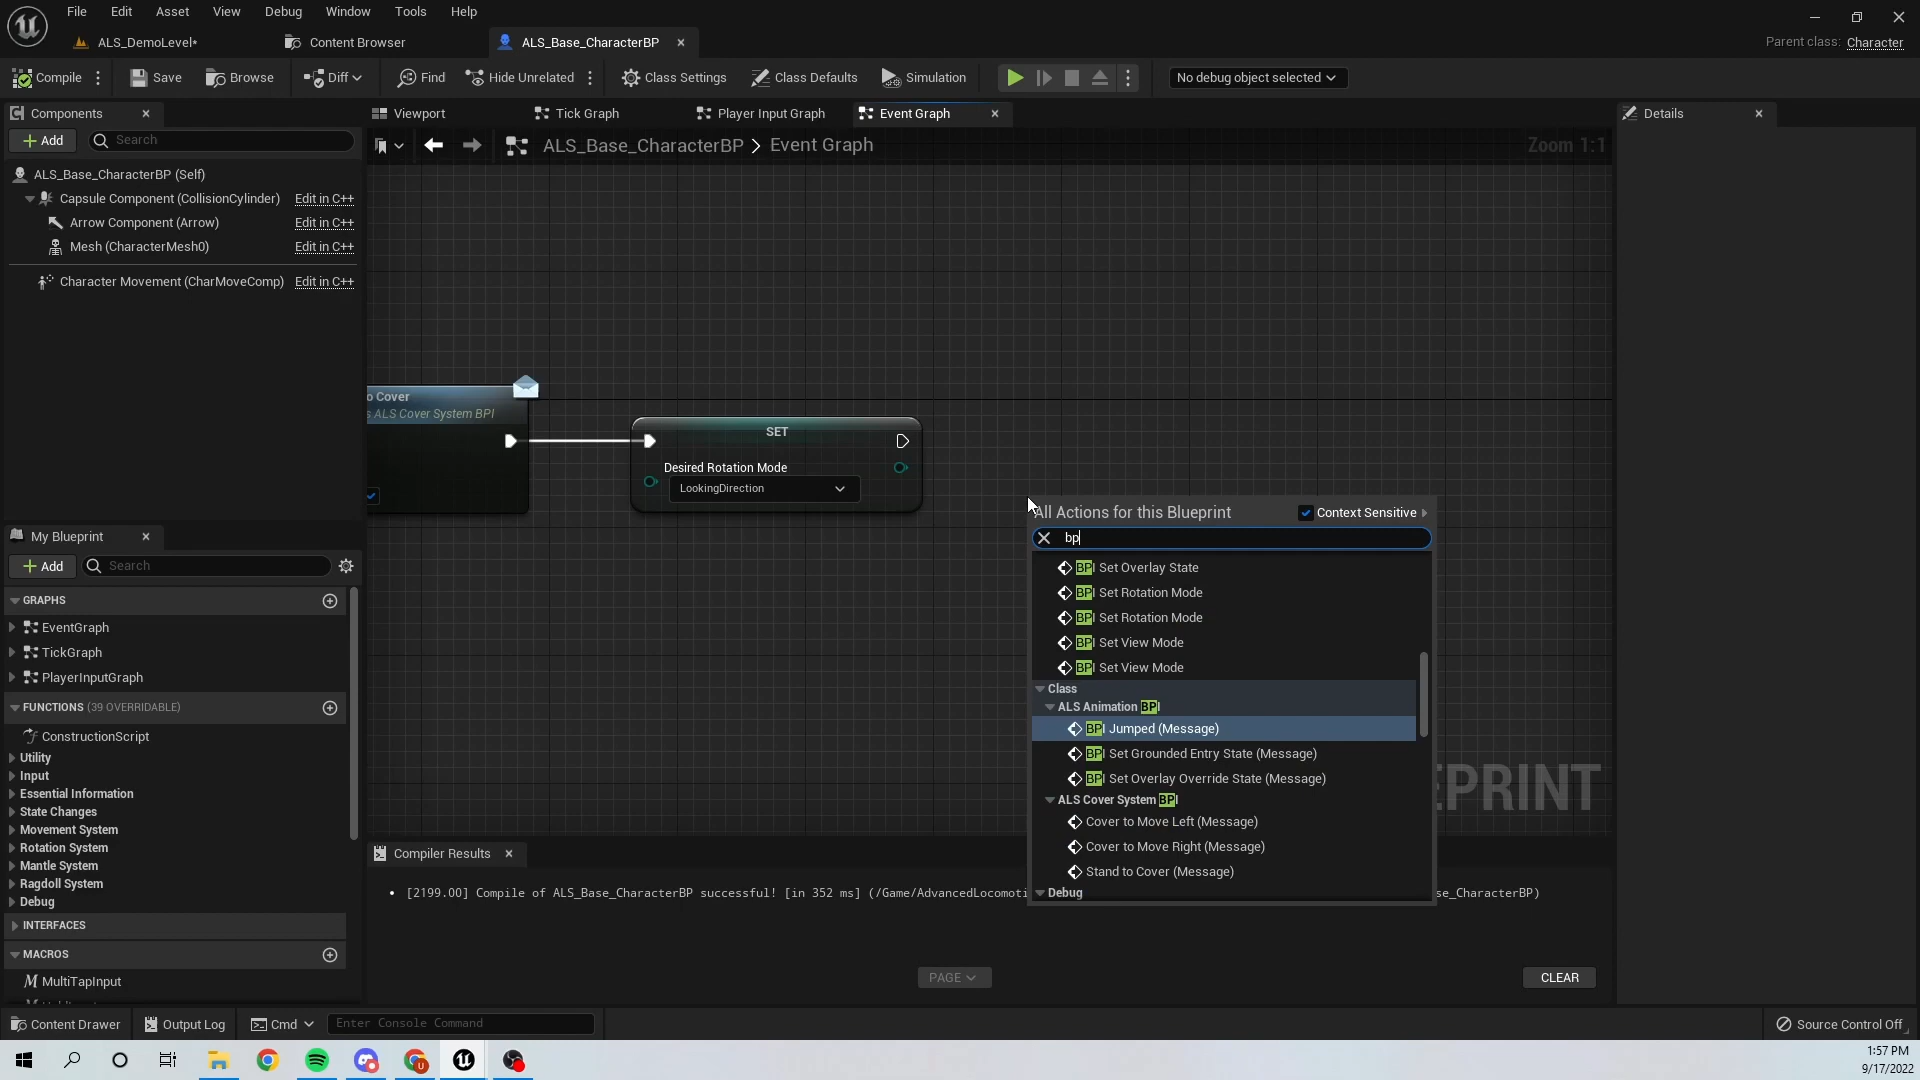 File Edit Asset View Debug Window Tools Help
ALS_DemoLevel* Content Browser ALS_Base_CharacterBP
Parent class: Character
Compile Save Browse Diff Find Hide Unrelated Class Settings Class Defaults Simulation No debug object selected
Components Viewport Tick Graph Player Input Graph Event Graph Details
Add Search
ALS_Base_CharacterBP > Event Graph
Zoom 1:1
ALS_Base_CharacterBP (Self)
Capsule Component (CollisionCylinder) Edit in C++
Arrow Component (Arrow) Edit in C++
Mesh (CharacterMesh0) Edit in C++
Character Movement (CharMoveComp) Edit in C++
o Cover
s ALS Cover System BPI
SET
Desired Rotation Mode
LookingDirection
All Actions for this Blueprint Context Sensitive
bp
BPI Set Overlay State
BPI Set Rotation Mode
BPI Set Rotation Mode
BPI Set View Mode
BPI Set View Mode
Class
ALS Animation BPI
BPI Jumped (Message)
BPI Set Grounded Entry State (Message)
BPI Set Overlay Override State (Message)
ALS Cover System BPI
Cover to Move Left (Message)
Cover to Move Right (Message)
Stand to Cover (Message)
Debug
EPRINT
My Blueprint
Add Search
GRAPHS
EventGraph
TickGraph
PlayerInputGraph
FUNCTIONS (39 OVERRIDABLE)
ConstructionScript
Utility
Input
Essential Information
State Changes
Movement System
Rotation System
Mantle System
Ragdoll System
Debug
INTERFACES
MACROS
MultiTapInput
Compiler Results
[2199.00] Compile of ALS_Base_CharacterBP successful! [in 352 ms] (/Game/AdvancedLocomoti
se_CharacterBP)
PAGE CLEAR
Content Drawer Output Log Cmd Enter Console Command Source Control Off
1:57 PM
9/17/2022